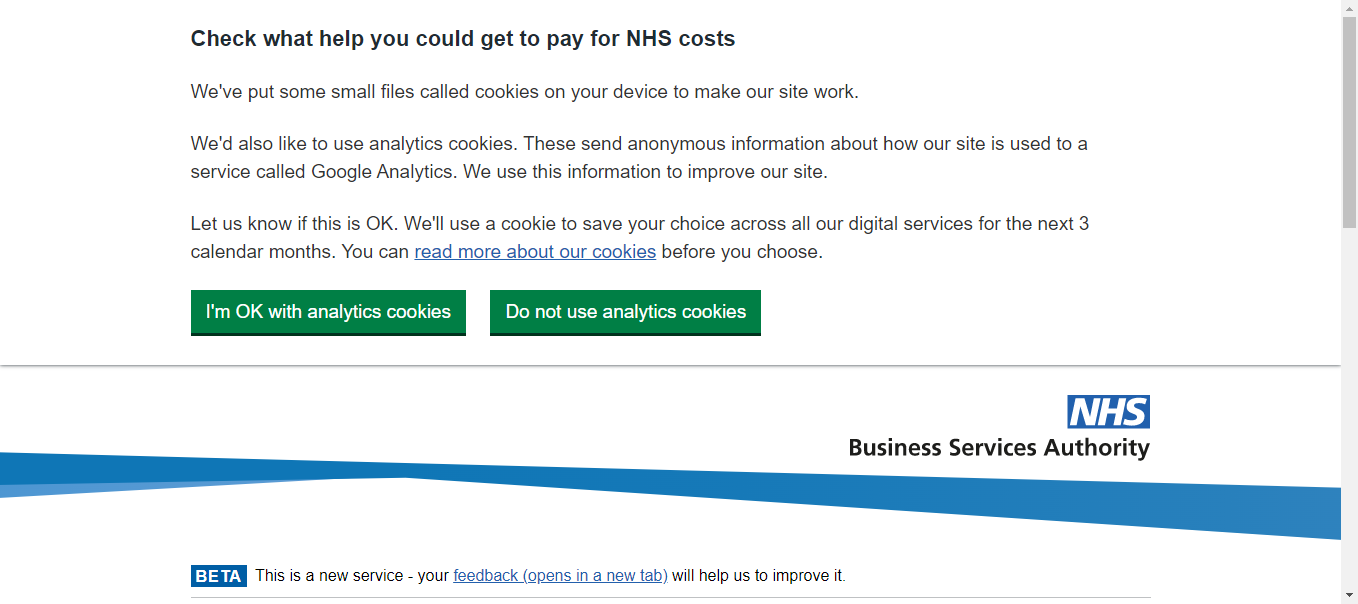 Check what help you could get to pay for NHS costs
We've put some small files called cookies on your device to make our site work.
We'd also like to use analytics cookies. These send anonymous information about how our site is used to a
service called Google Analytics. We use this information to improve our site.
Let us know if this is OK. We'll use a cookie to save your choice across all our digital services for the next 3
calendar months. You can read more about our cookies before you choose.
I'm OK with analytics cookies Do not use analytics cookies
NHS
Business Services Authority
BETA This is a new service - your feedback (opens in a new tab) will help us to improve it.